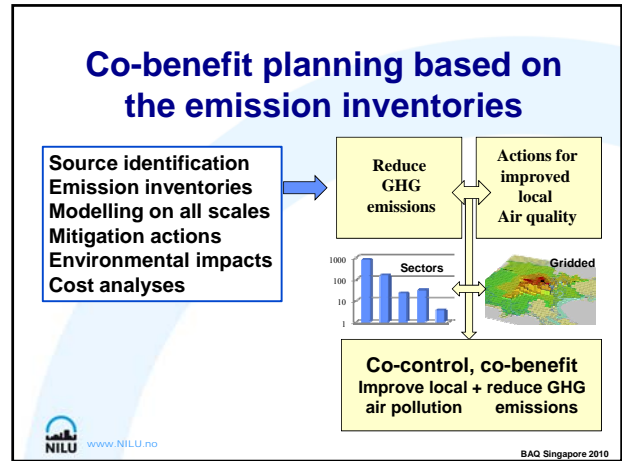 Co-benefit planning based on
the emission inventories
Source identification
Emission inventories
Modelling on all scales
Mitigation actions
Environmental impacts
Cost analyses
Reduce
GHG
emissions
Actions for
improved
local
Air quality
1000
100
10
1
Sectors
Gridded
Co-control, co-benefit
Improve local + reduce GHG
air pollution emissions
NILU
www.NILU.no
BAQ Singapore 2010